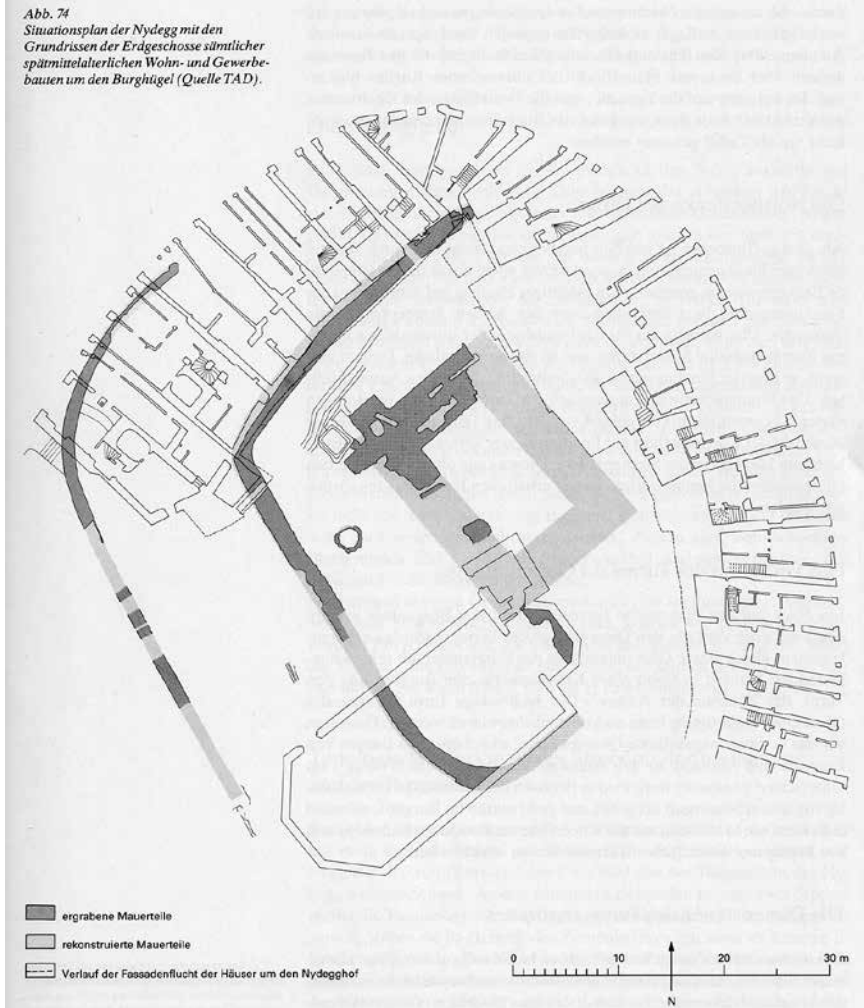 Abb. 74
Situationsplan der Nydegg mit den
Grundrissen der Erdgeschosse sämtlicher
spätmittelalterlichen Wohn- und Gewerbe-
bauten um den Burghügel (Quelle TAD).
ergrabene Mauerteile
rekonstruierte Mauerteile
Verlauf der Fassadenflucht der Häuser um den Nydegghof
0 10 20 30 m
N